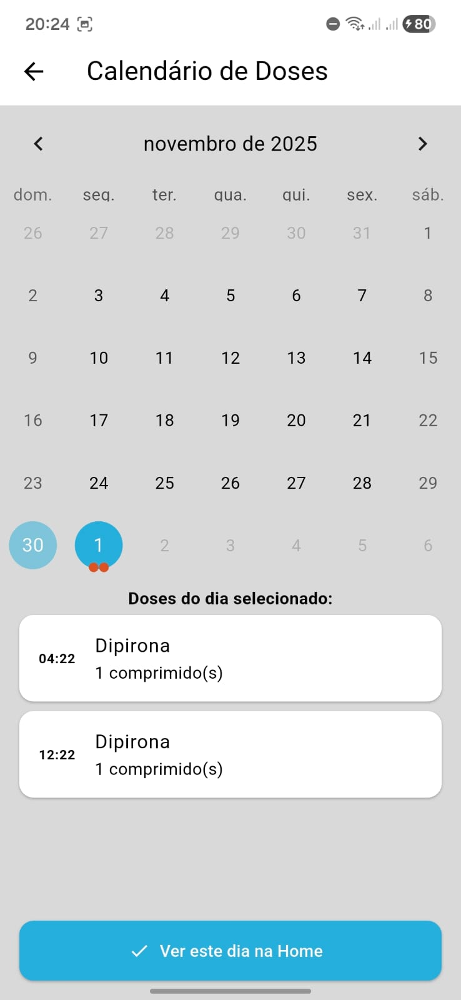 20:24 80
Calendário de Doses
novembro de 2025
dom. seg. ter. qua. qui. sex. sáb.
26 27 28 29 30 31 1
2 3 4 5 6 7 8
9 10 11 12 13 14 15
16 17 18 19 20 21 22
23 24 25 26 27 28 29
30 1 2 3 4 5 6
Doses do dia selecionado:
04:22
Dipirona
1 comprimido(s)
12:22
Dipirona
1 comprimido(s)
Ver este dia na Home